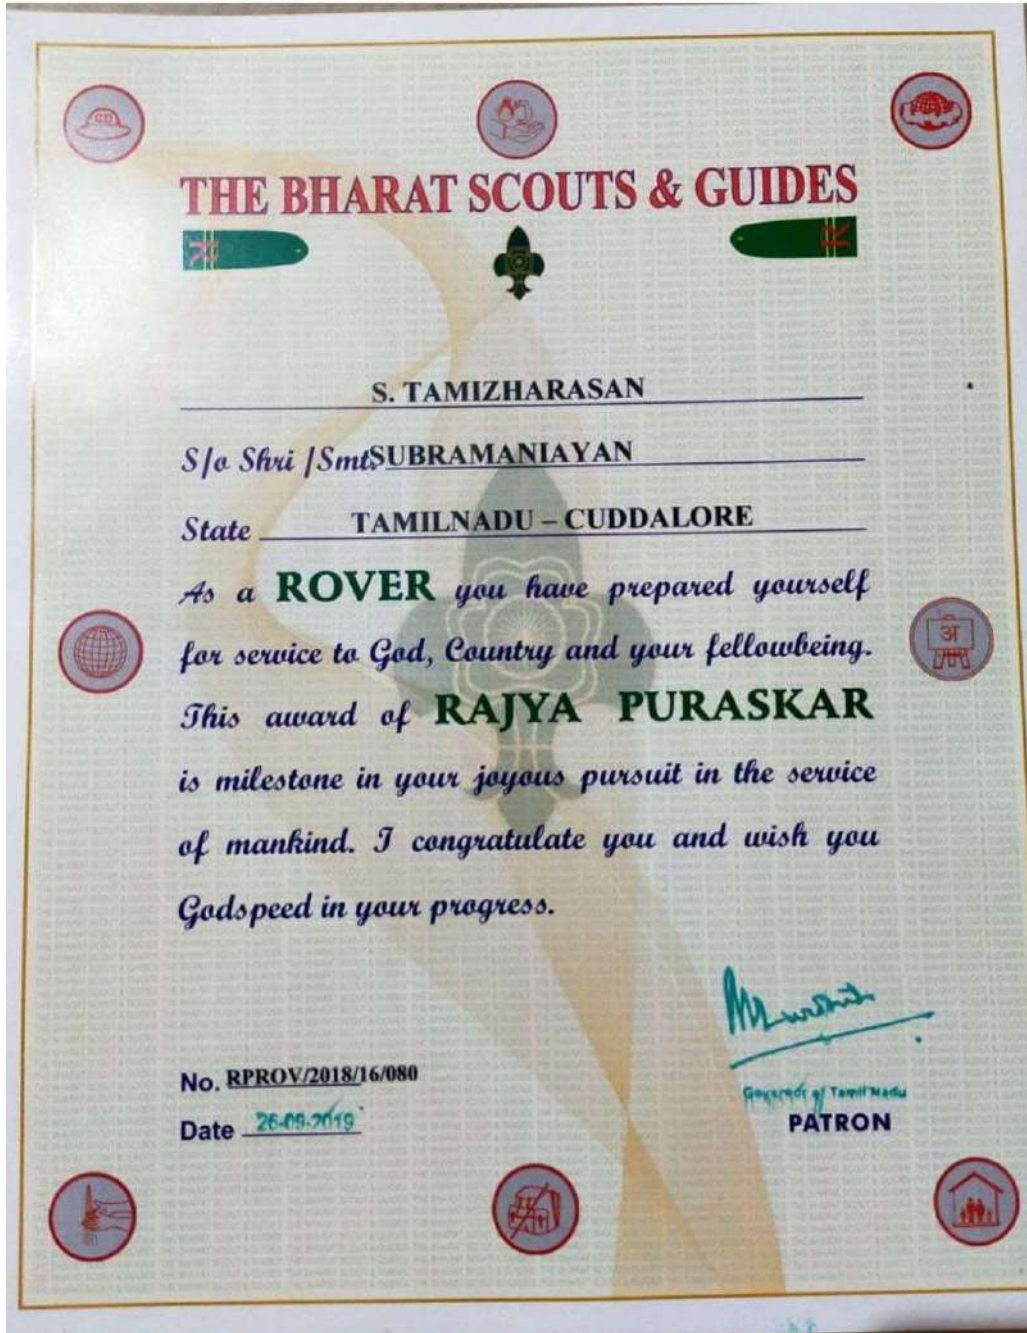 CD
THE BHARAT SCOUTS & GUIDES
R R
S. TAMIZHARASAN
S/o Shri /Smt. SUBRAMANIAYAN
State TAMILNADU – CUDDALORE
As a ROVER you have prepared yourself
for service to God, Country and your fellowbeing.
This award of RAJYA PURASKAR
is milestone in your joyous pursuit in the service
of mankind. I congratulate you and wish you
Godspeed in your progress.
अ
No. RPROV/2018/16/080
Date 26-09-2019
Governor of Tamil Nadu
PATRON